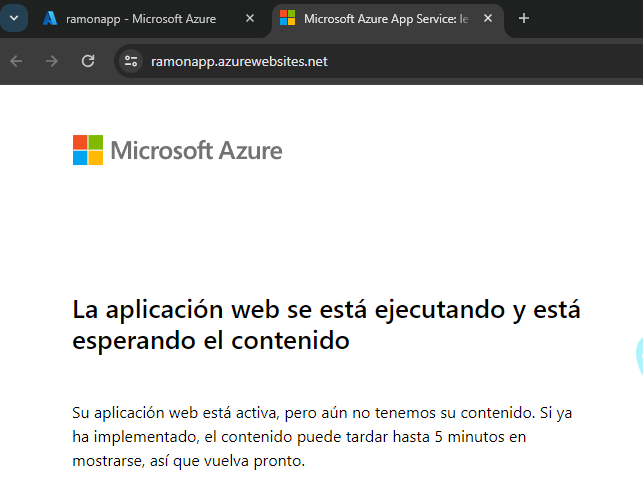 ramonapp - Microsoft Azure
Microsoft Azure App Service: le
ramonapp.azurewebsites.net
Microsoft Azure
La aplicación web se está ejecutando y está
esperando el contenido
Su aplicación web está activa, pero aún no tenemos su contenido. Si ya
ha implementado, el contenido puede tardar hasta 5 minutos en
mostrarse, así que vuelva pronto.